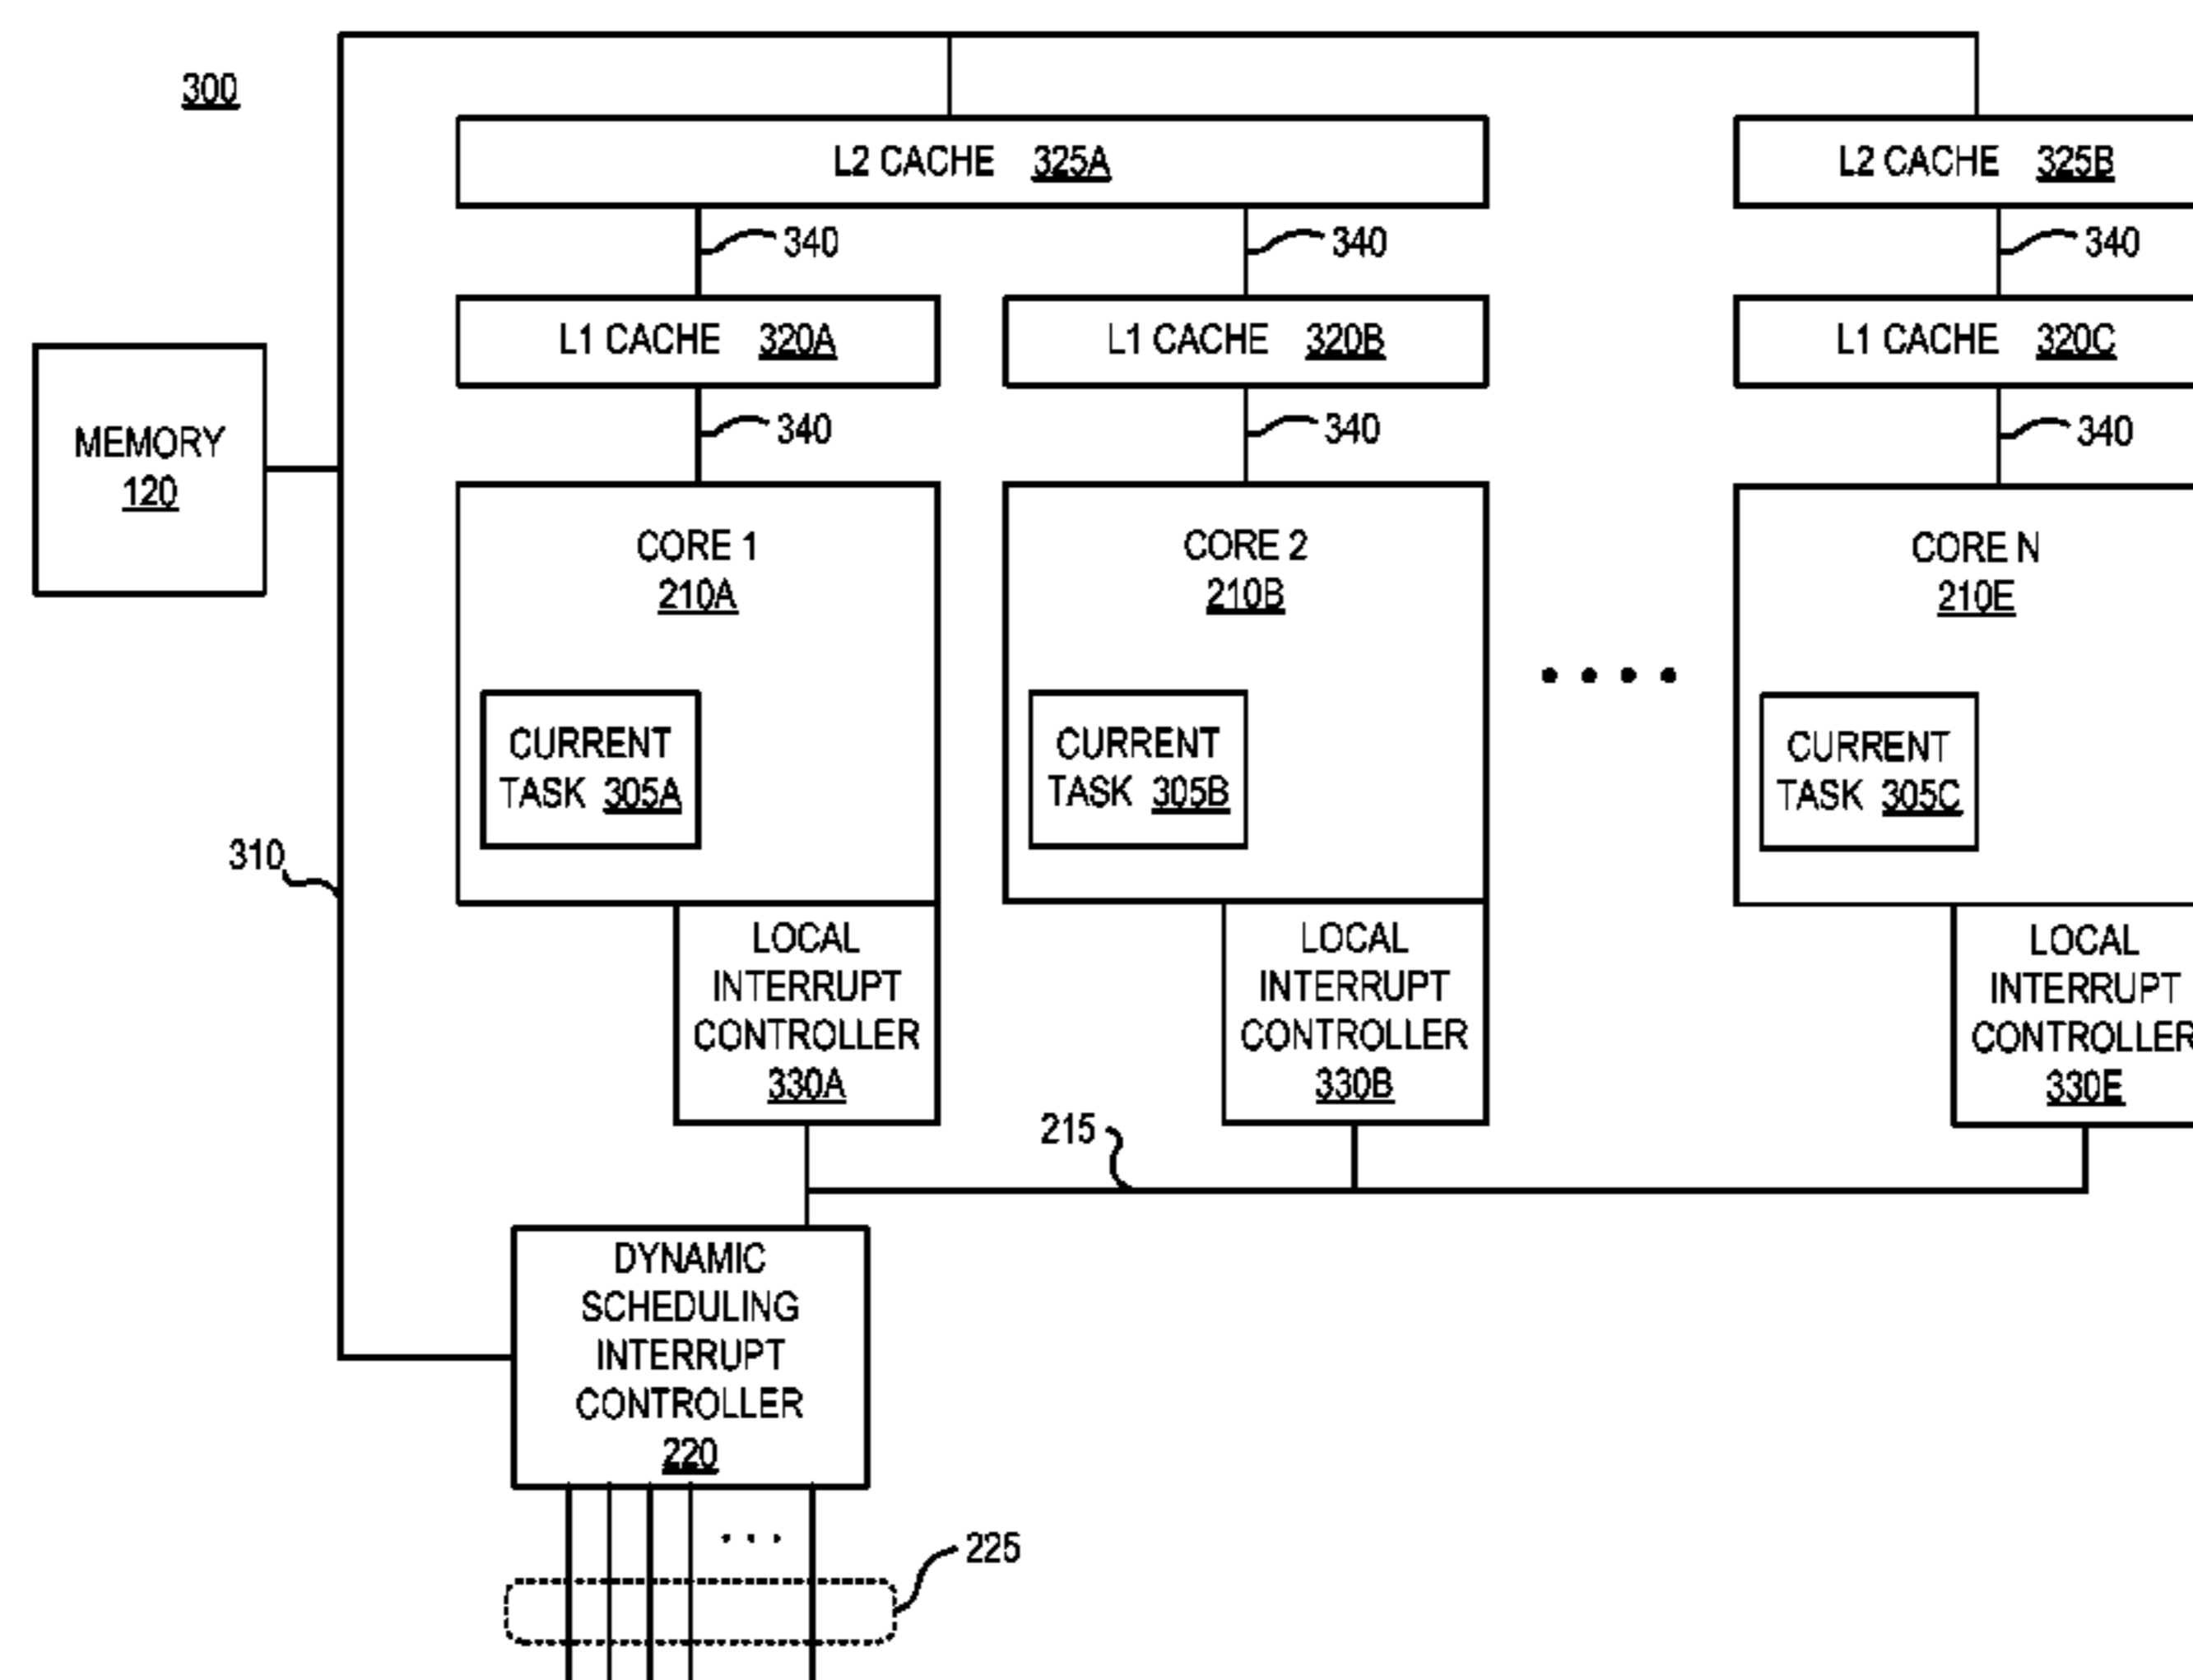 300
L2 CACHE 325A
L2 CACHE 325B
340
340
340
L1 CACHE 320A
L1 CACHE 320B
L1 CACHE 320C
340
340
340
MEMORY
120
CORE 1
210A
CORE 2
210B
CORE N
210E
CURRENT
TASK 305A
CURRENT
TASK 305B
CURRENT
TASK 305C
310
LOCAL
INTERRUPT
CONTROLLER
330A
LOCAL
INTERRUPT
CONTROLLER
330B
LOCAL
INTERRUPT
CONTROLLER
330E
215
DYNAMIC
SCHEDULING
INTERRUPT
CONTROLLER
220
225